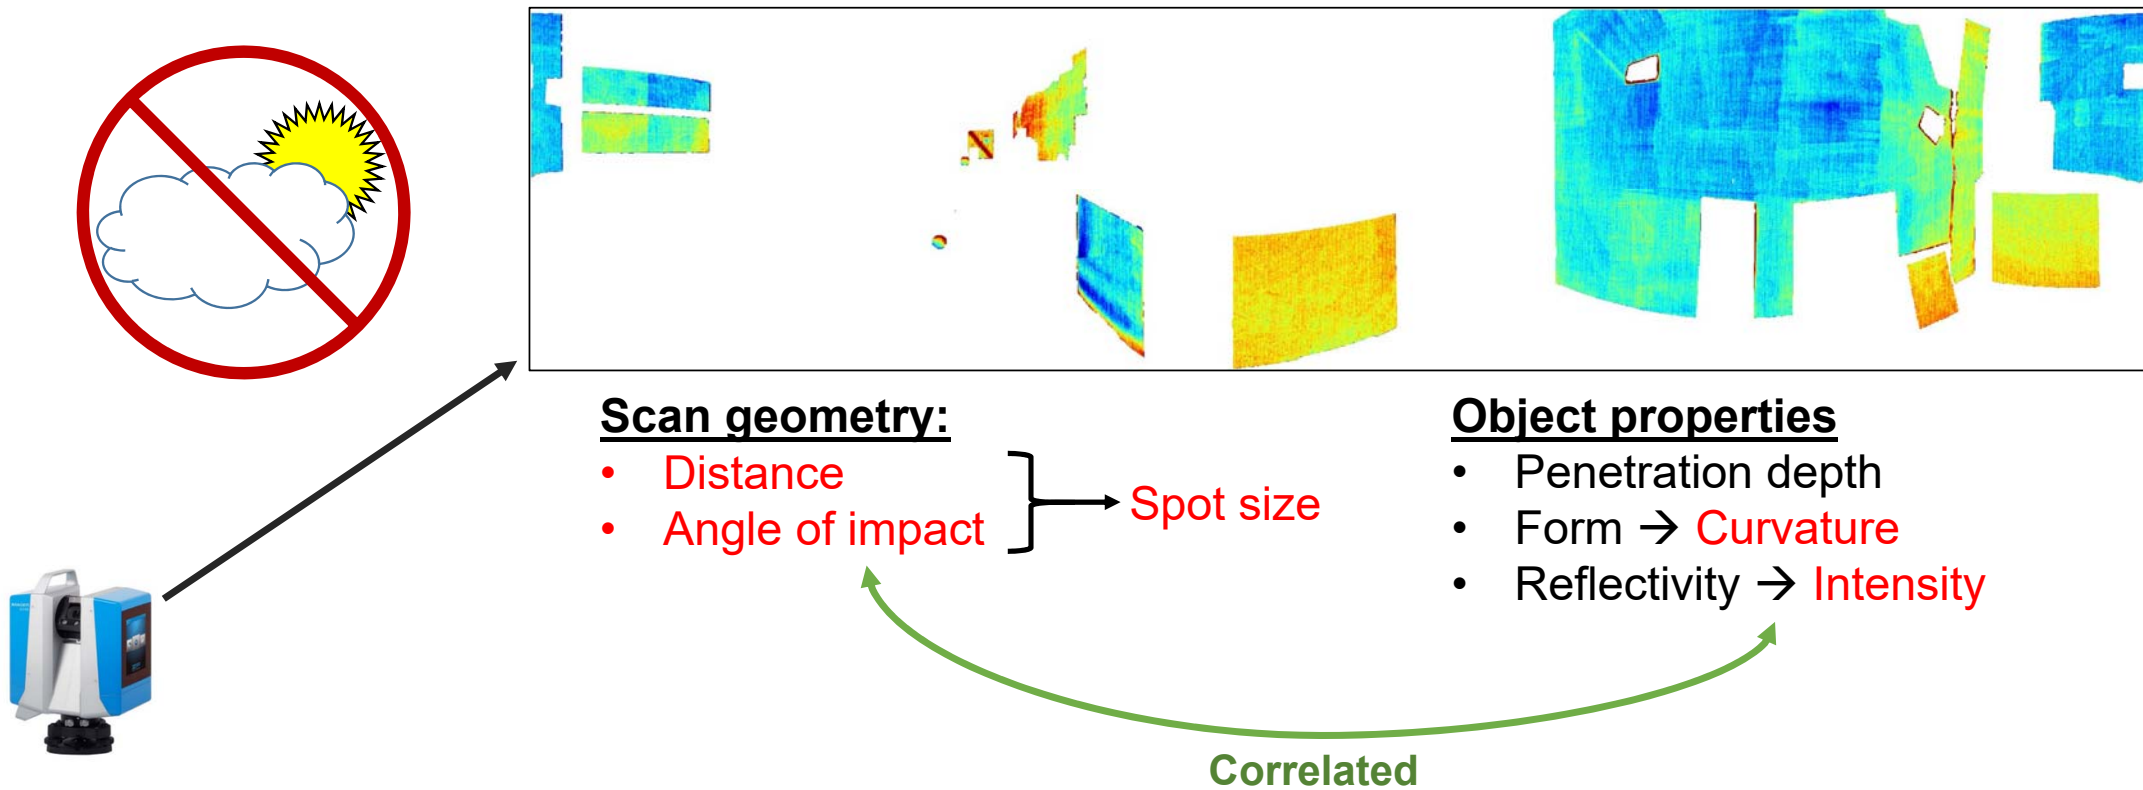 Scan geometry:
• Distance
• Angle of impact
Spot size
Object properties
• Penetration depth
• Form → Curvature
• Reflectivity → Intensity
Correlated